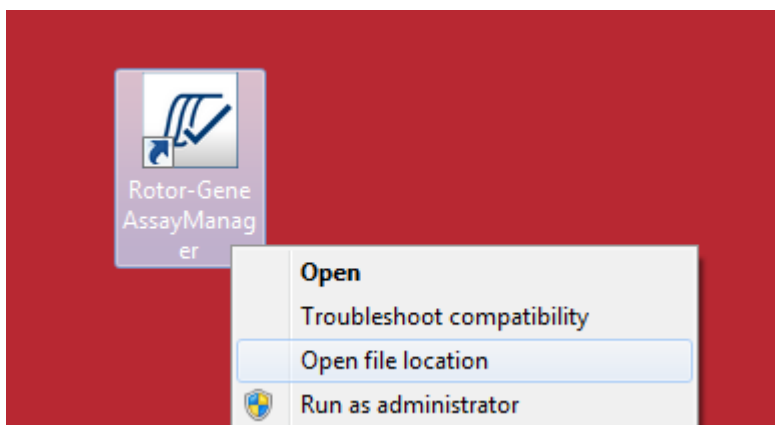 Rotor-Gene
AssayManag
er
Open
Troubleshoot compatibility
Open file location
Run as administrator